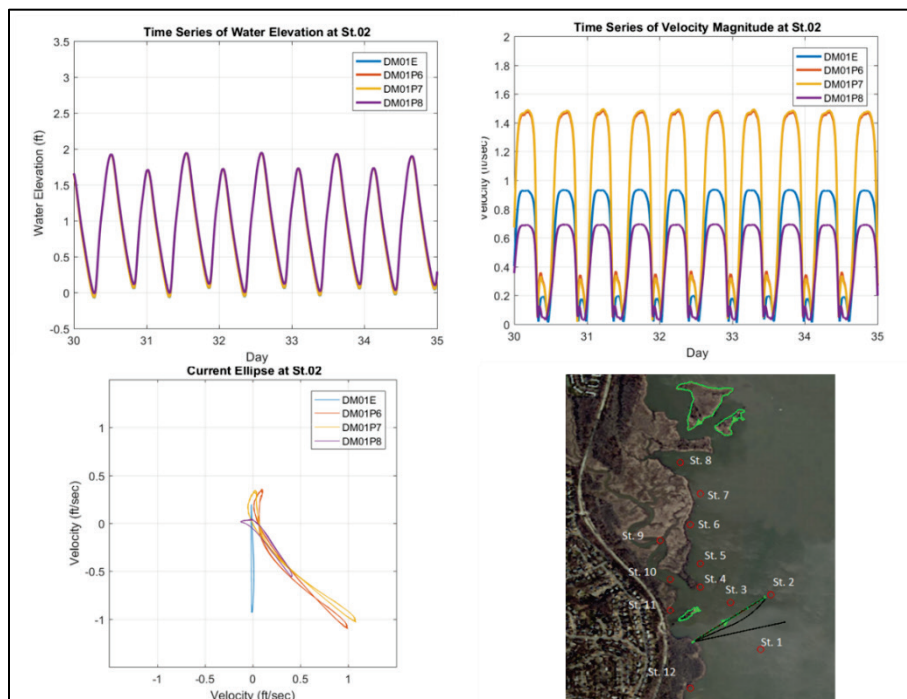 Time Series of Water Elevation at St.02
Water Elevation (ft)
3.5
3
2.5
2
1.5
1
0.5
0
-0.5
DM01E
DM01P6
DM01P7
DM01P8
30 31 32 33 34 35
Day
Time Series of Velocity Magnitude at St.02
Velocity (ft/sec)
2
1.8
1.6
1.4
1.2
1
0.8
0.6
0.4
0.2
0
DM01E
DM01P6
DM01P7
DM01P8
30 31 32 33 34 35
Day
Current Ellipse at St.02
Velocity (ft/sec)
1
0.5
0
-0.5
-1
DM01E
DM01P6
DM01P7
DM01P8
-1 -0.5 0 0.5 1
Velocity (ft/sec)
St. 8
St. 7
St. 6
St. 9
St. 5
St. 10
St. 4
St. 3
St. 2
St. 11
St. 1
St. 12